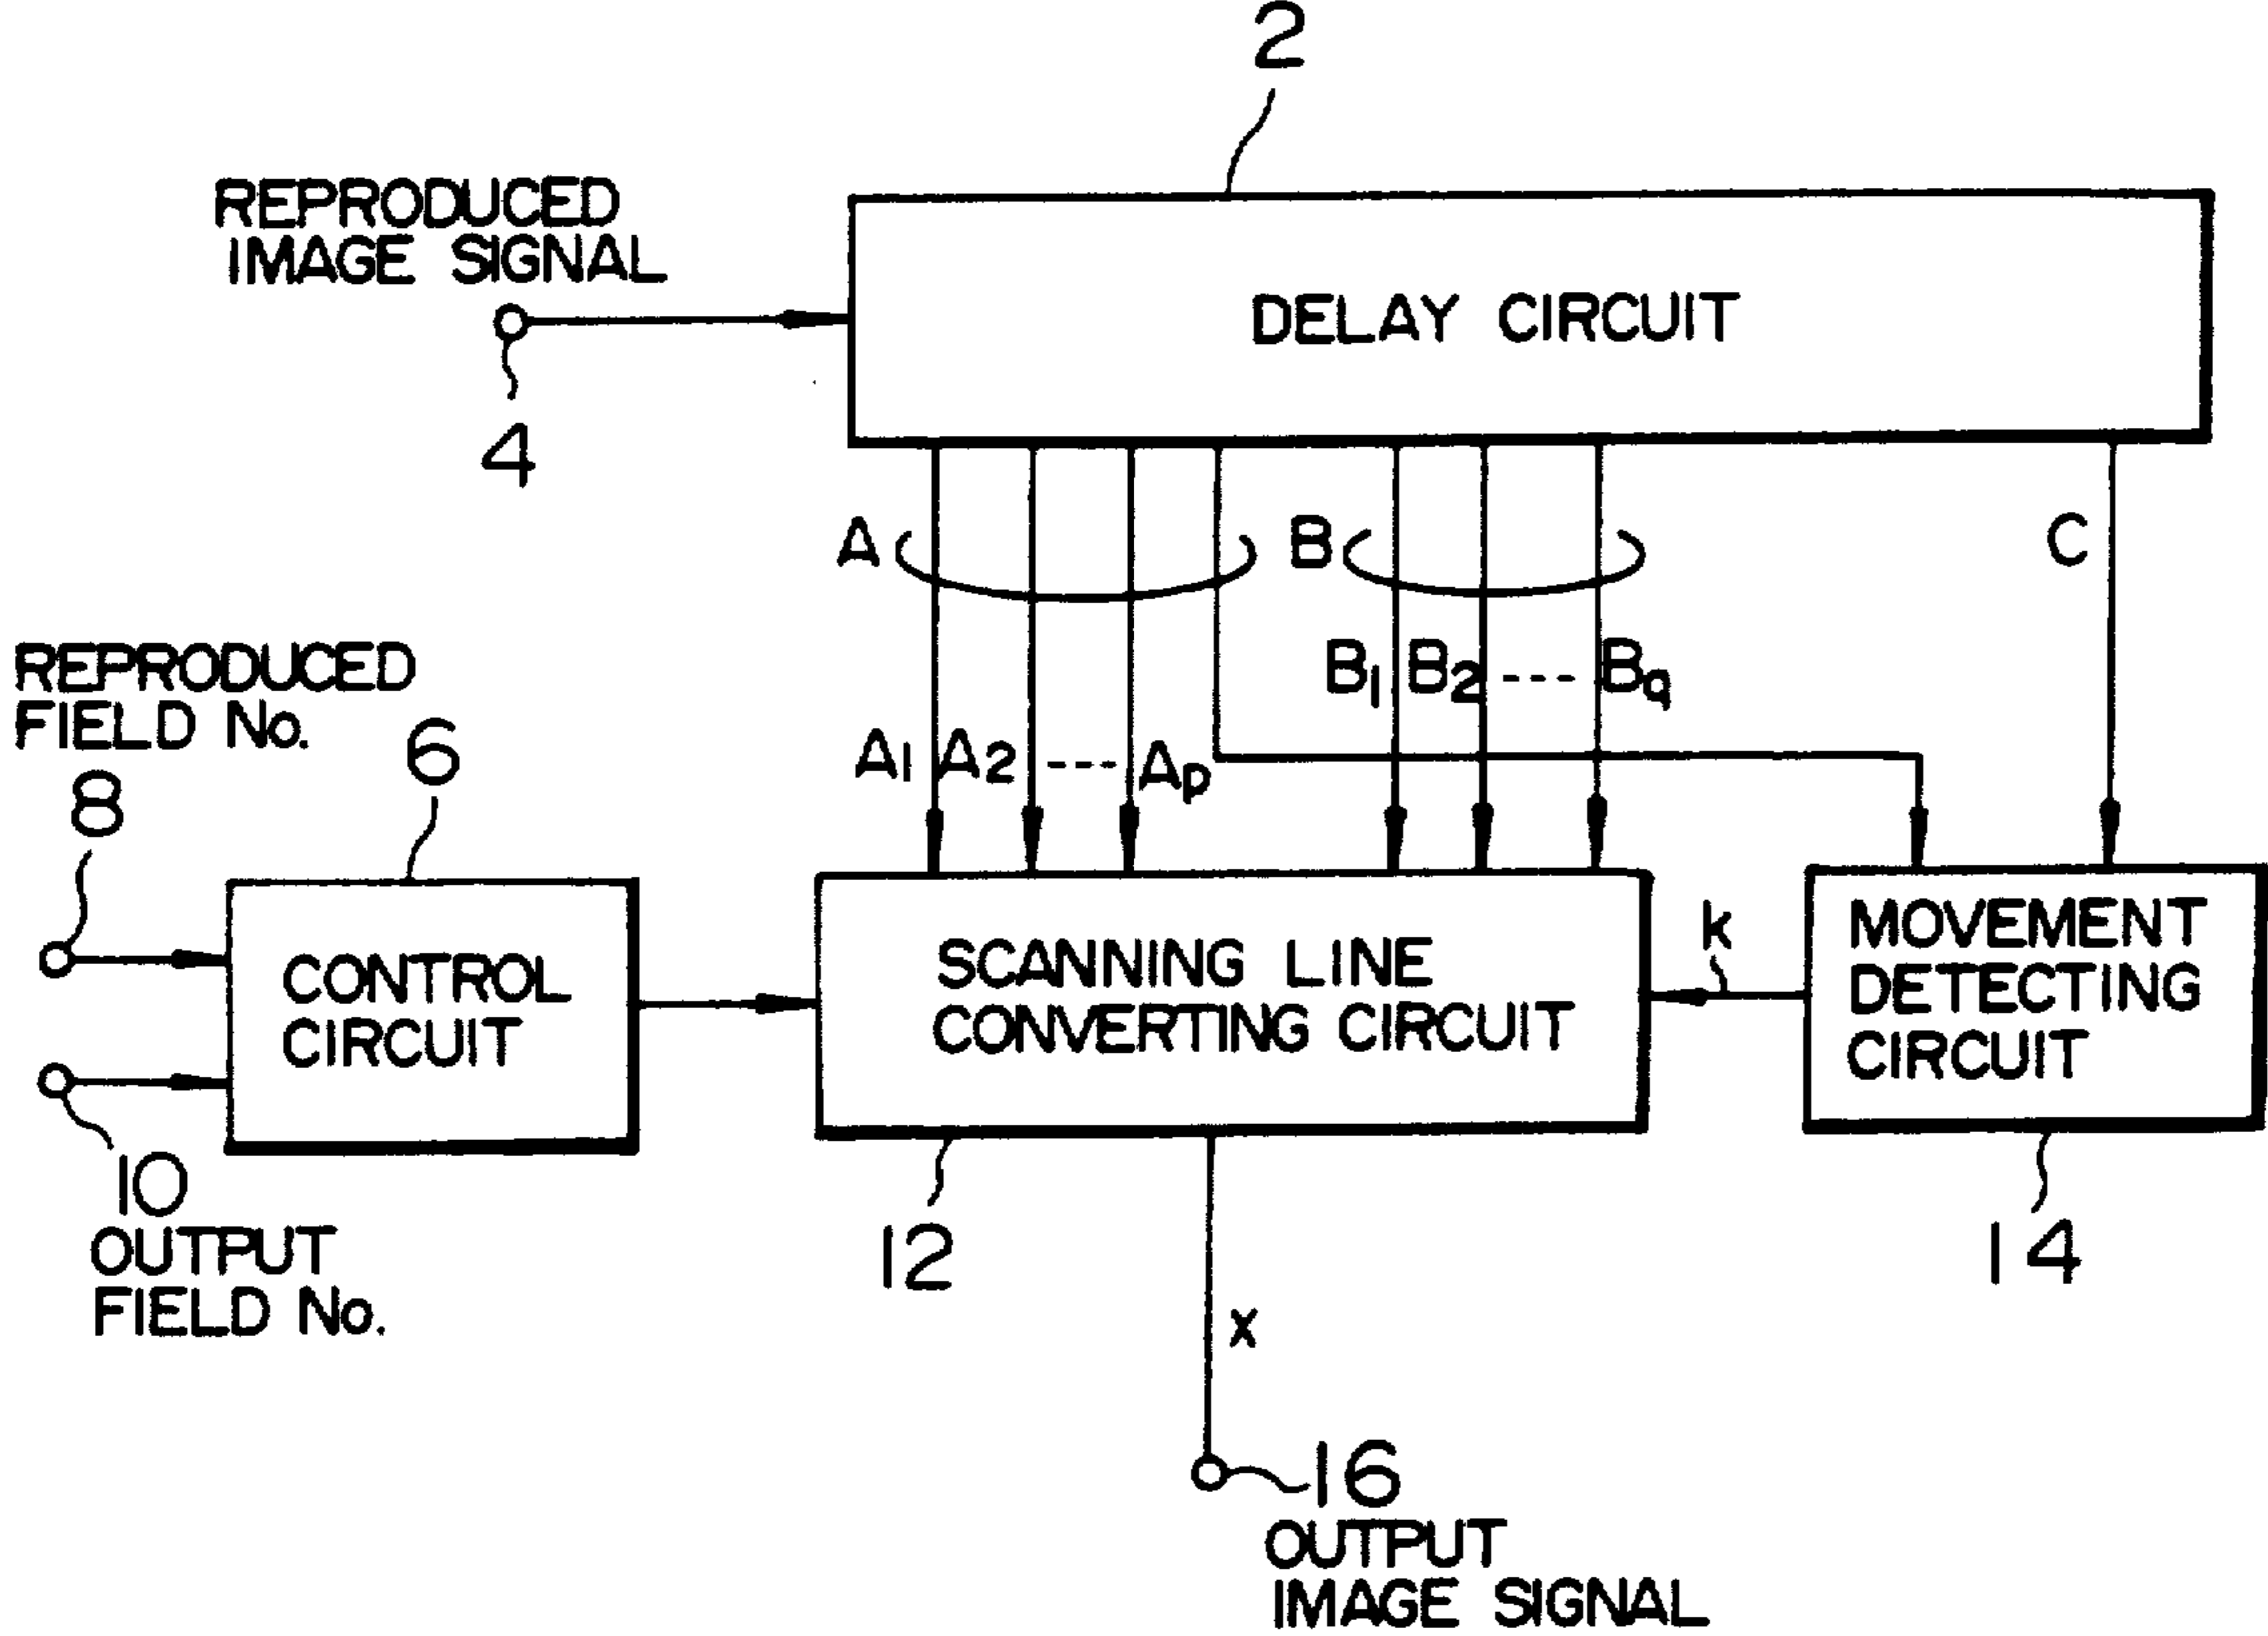 2
REPRODUCED
IMAGE SIGNAL
4
DELAY CIRCUIT
A
B
C
REPRODUCED
FIELD No.
8
6
B1 B2 ---- Bq
A1 A2 ---- Ap
CONTROL
CIRCUIT
SCANNING LINE
CONVERTING CIRCUIT
k
MOVEMENT
DETECTING
CIRCUIT
10
OUTPUT
FIELD No.
12
14
x
16
OUTPUT
IMAGE SIGNAL